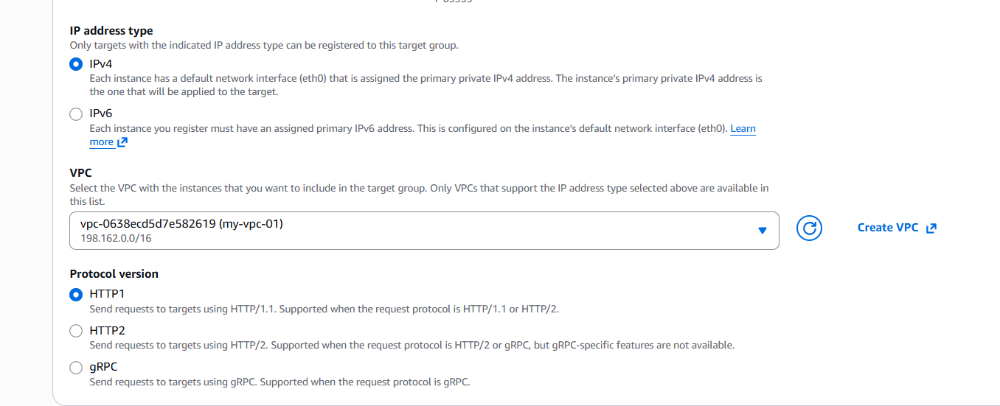 IP address type
Only targets with the indicated IP address type can be registered to this target group.
IPv4
Each instance has a default network interface (eth0) that is assigned the primary private IPv4 address. The instance's primary private IPv4 address is
the one that will be applied to the target.
IPv6
Each instance you register must have an assigned primary IPv6 address. This is configured on the instance's default network interface (eth0). Learn
more
VPC
Select the VPC with the instances that you want to include in the target group. Only VPCs that support the IP address type selected above are available in
this list.
vpc-0638ecd5d7e582619 (my-vpc-01)
198.162.0.0/16
Create VPC
Protocol version
HTTP1
Send requests to targets using HTTP/1.1. Supported when the request protocol is HTTP/1.1 or HTTP/2.
HTTP2
Send requests to targets using HTTP/2. Supported when the request protocol is HTTP/2 or gRPC, but gRPC-specific features are not available.
gRPC
Send requests to targets using gRPC. Supported when the request protocol is gRPC.